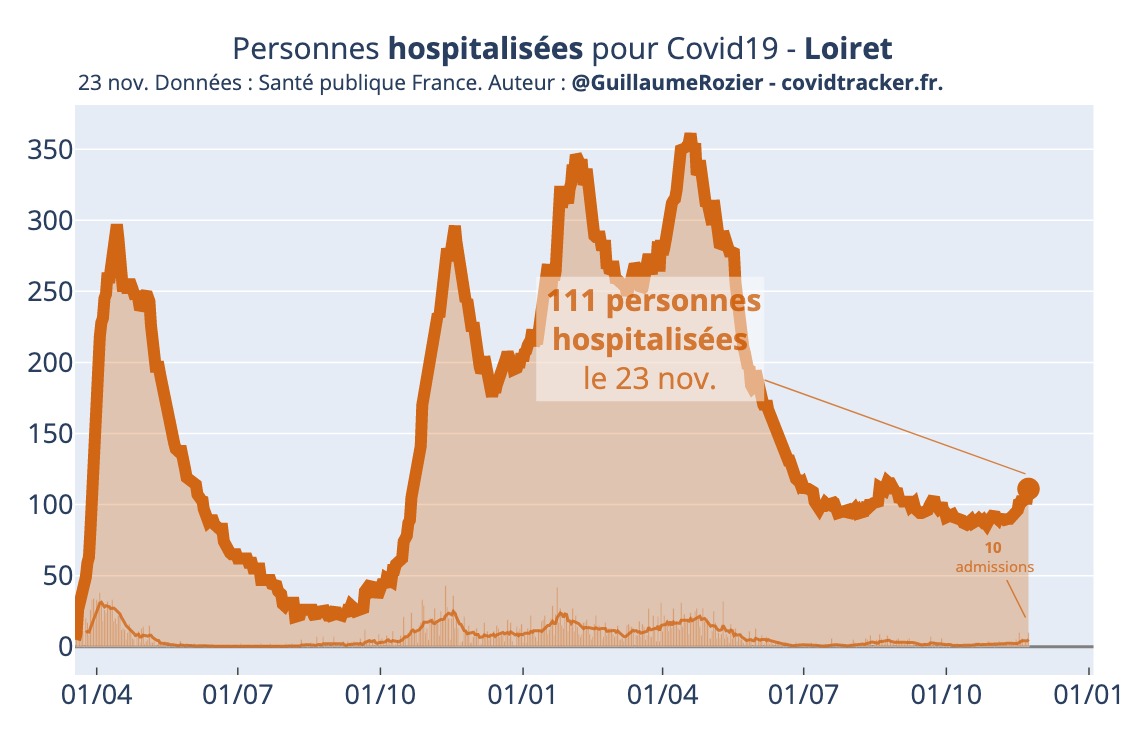 Personnes hospitalisées pour Covid19 - Loiret
23 nov. Données : Santé publique France. Auteur : @GuillaumeRozier - covidtracker.fr.
350
300
250
200
150
100
50
0
111 personnes
hospitalisées
le 23 nov.
10
admissions
01/04
01/07
01/10
01/01
01/04
01/07
01/10
01/01